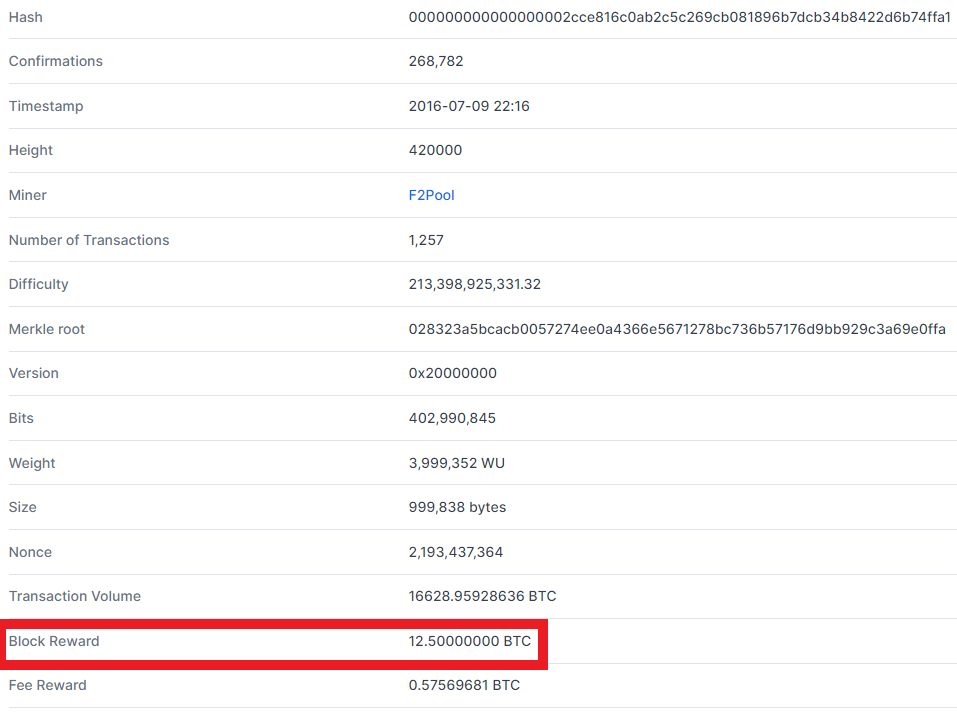 Hash 000000000000000002cce816c0ab2c5c269cb081896b7dcb34b8422d6b74ffa1
Confirmations 268,782
Timestamp 2016-07-09 22:16
Height 420000
Miner F2Pool
Number of Transactions 1,257
Difficulty 213,398,925,331.32
Merkle root 028323a5bcacb0057274ee0a4366e5671278bc736b57176d9bb929c3a69e0ffa
Version 0x20000000
Bits 402,990,845
Weight 3,999,352 WU
Size 999,838 bytes
Nonce 2,193,437,364
Transaction Volume 16628.95928636 BTC
Block Reward 12.50000000 BTC
Fee Reward 0.57569681 BTC